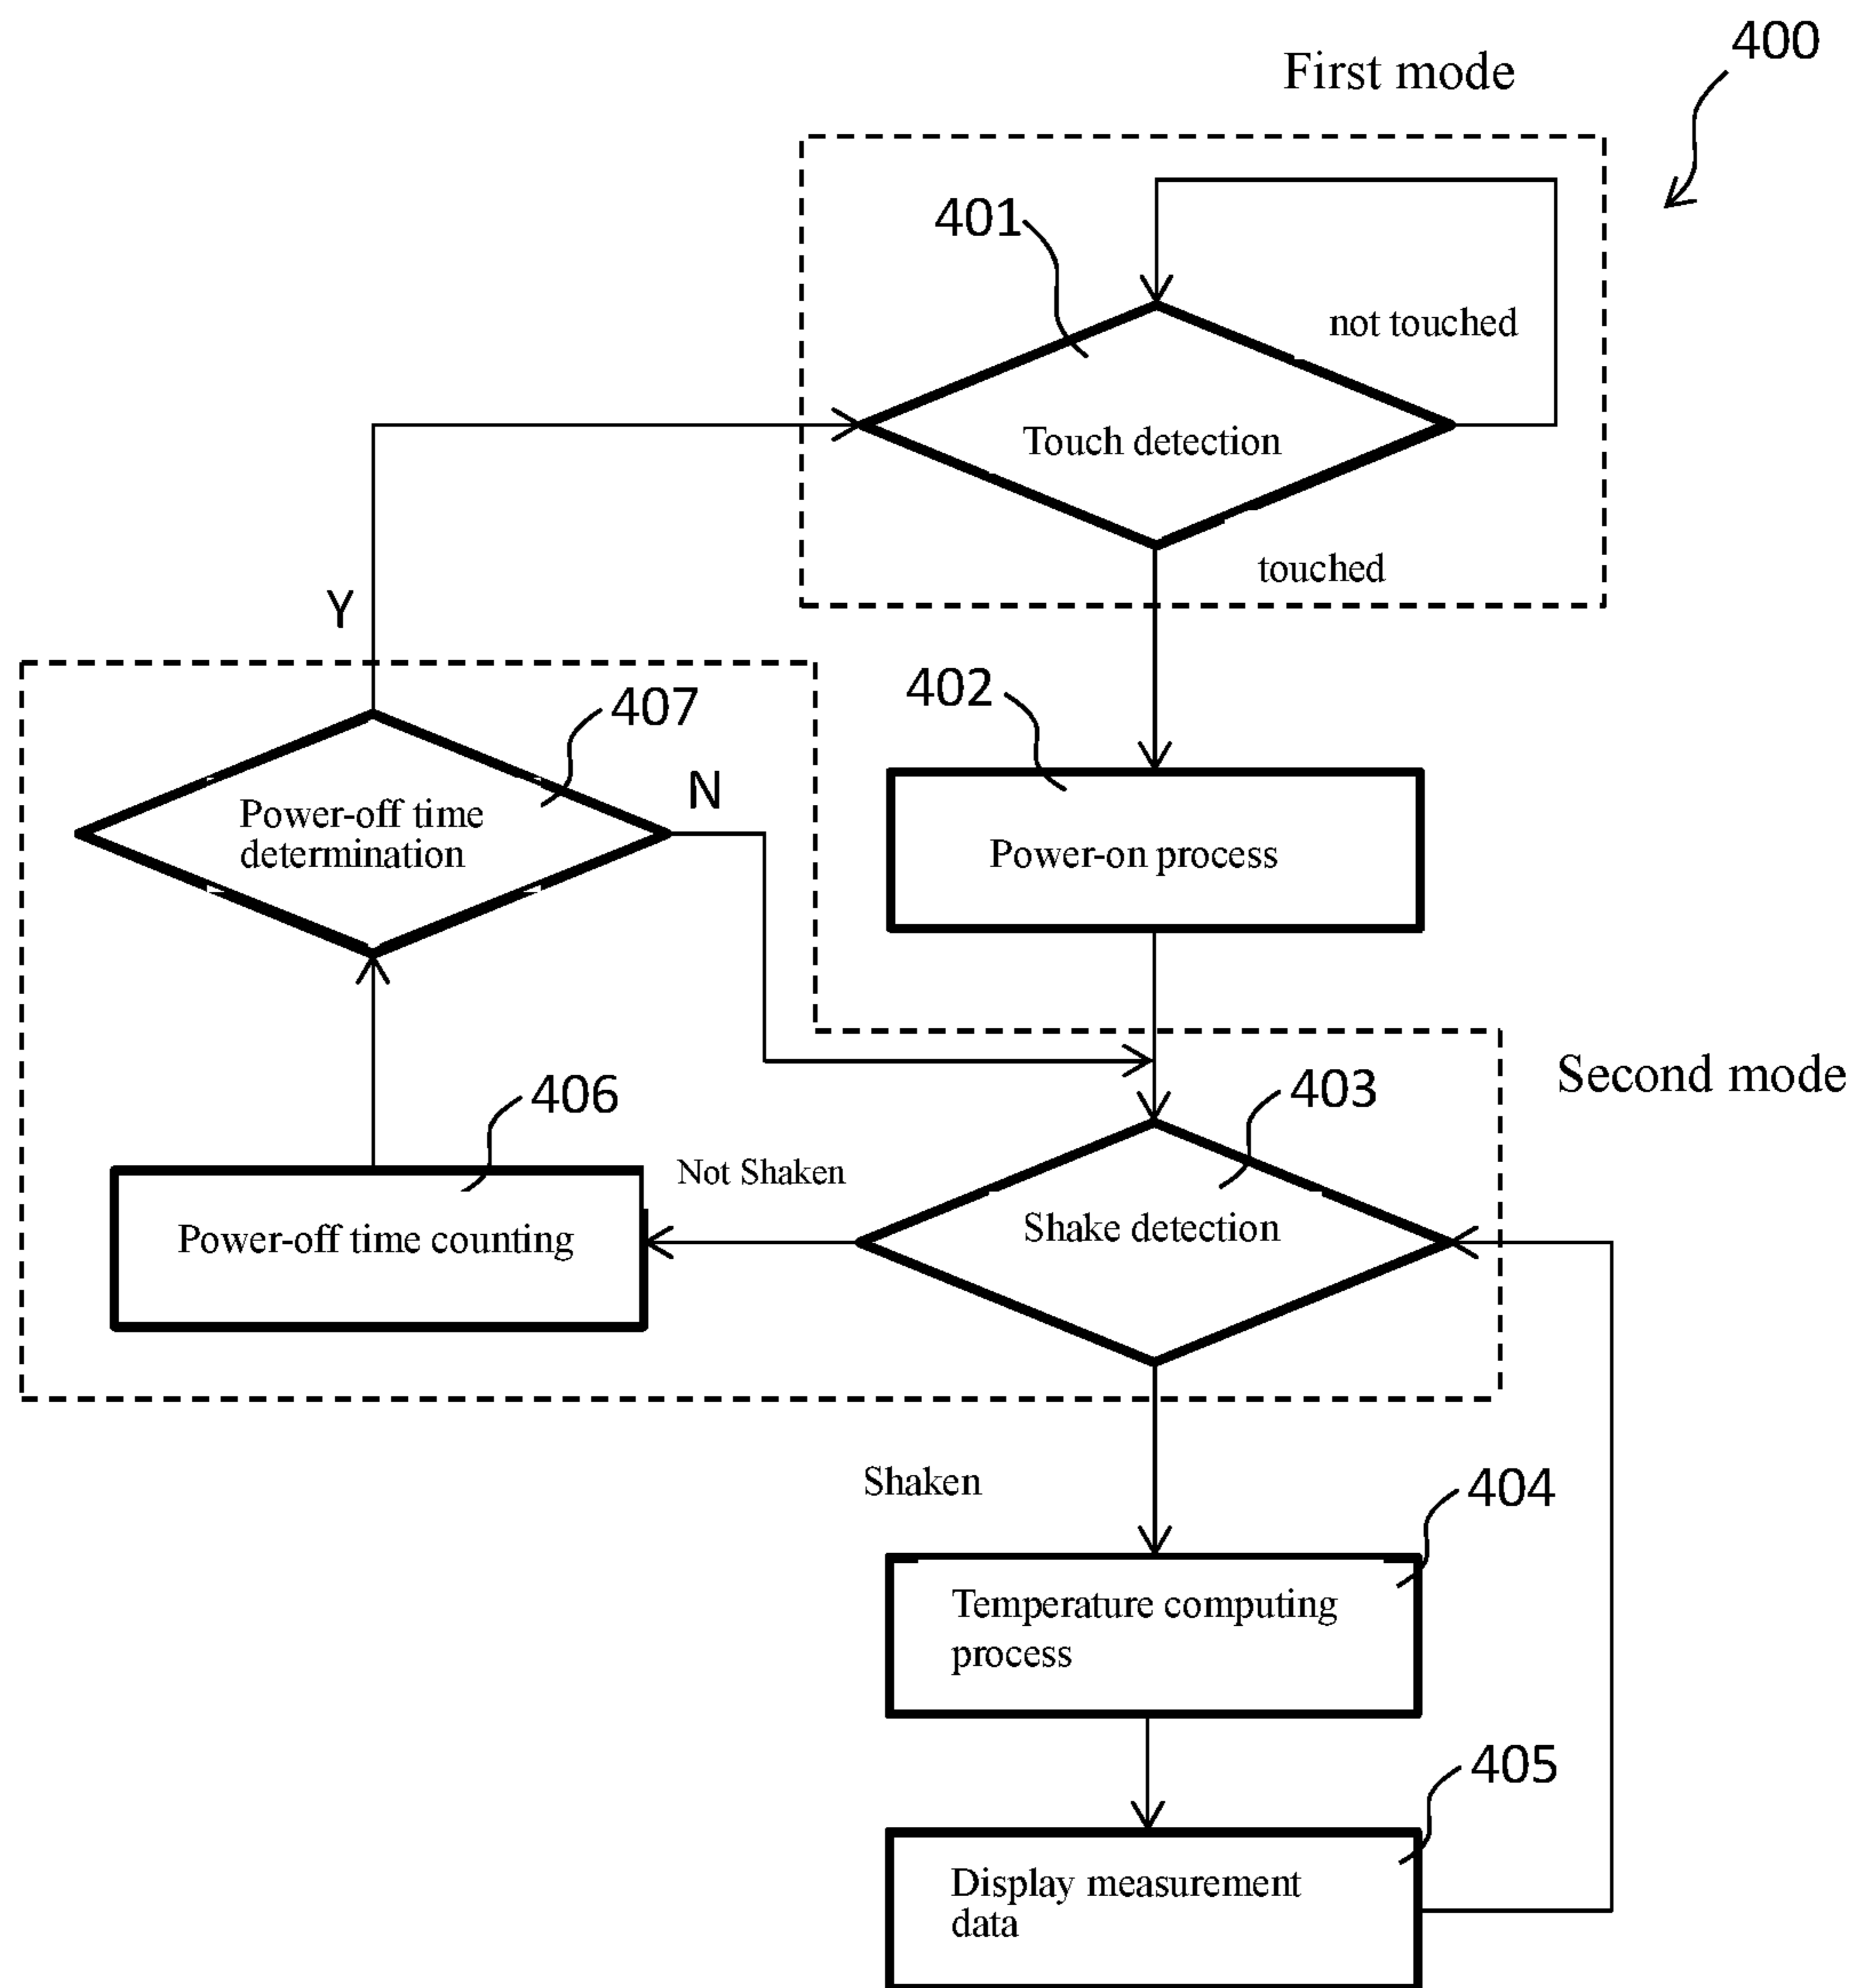 400
First mode
401
not touched
Touch detection
touched
Y
407
N
Power-off time
determination
402
Power-on process
Second mode
406
403
Not Shaken
Power-off time counting
Shake detection
Shaken
404
Temperature computing
process
405
Display measurement
data